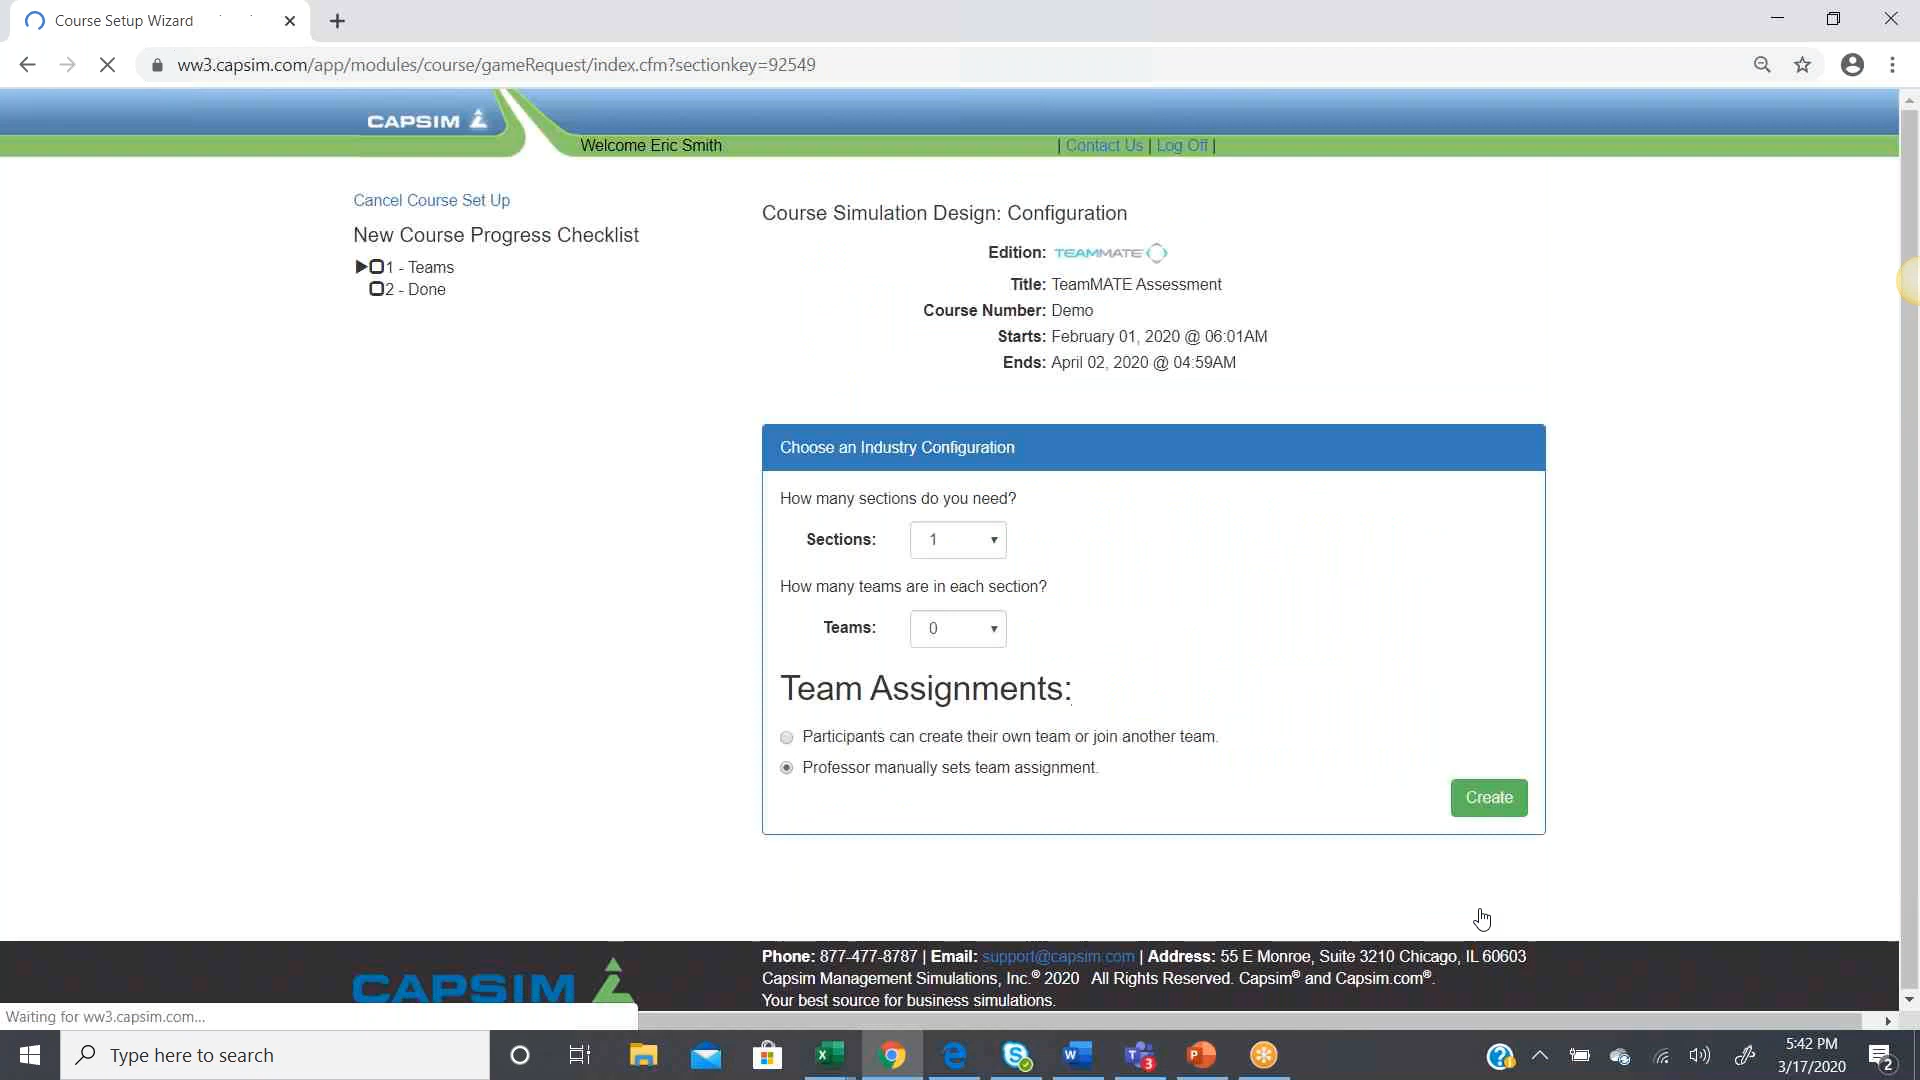 Course Setup Wizard
ww3.capsim.com/app/modules/course/gameRequest/index.cfm?sectionkey=92549
CAPSIM
Welcome Eric Smith
| Contact Us | Log Off |
Cancel Course Set Up
New Course Progress Checklist
1 - Teams
2 - Done
Course Simulation Design: Configuration
Edition: TEAMMATE
Title: TeamMATE Assessment
Course Number: Demo
Starts: February 01, 2020 @ 06:01AM
Ends: April 02, 2020 @ 04:59AM
Choose an Industry Configuration
How many sections do you need?
Sections: 1
How many teams are in each section?
Teams: 0
Team Assignments:
Participants can create their own team or join another team.
Professor manually sets team assignment.
Create
CAPSIM
Phone: 877-477-8787 | Email: support@capsim.com | Address: 55 E Monroe, Suite 3210 Chicago, IL 60603
Capsim Management Simulations, Inc.® 2020 All Rights Reserved. Capsim® and Capsim.com®.
Your best source for business simulations.
Waiting for ww3.capsim.com...
Type here to search
3
5:42 PM
3/17/2020
2